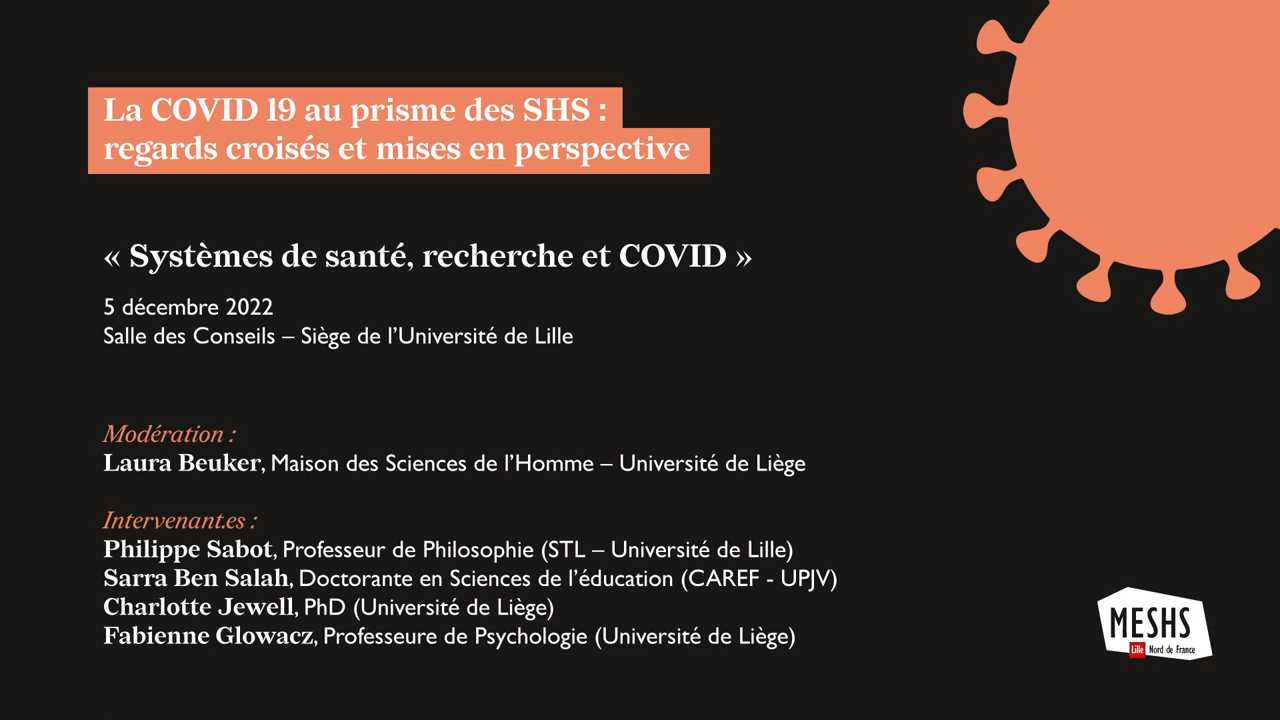 La COVID 19 au prisme des SHS :
regards croisés et mises en perspective
« Systèmes de santé, recherche et COVID »
5 décembre 2022
Salle des Conseils – Siège de l’Université de Lille
Modération :
Laura Beuker, Maison des Sciences de l’Homme – Université de Liège
Intervenant.es :
Philippe Sabot, Professeur de Philosophie (STL – Université de Lille)
Sarra Ben Salah, Doctorante en Sciences de l’éducation (CAREF - UPJV)
Charlotte Jewell, PhD (Université de Liège)
Fabienne Glowacz, Professeure de Psychologie (Université de Liège)
MESHS
Lille Nord de France